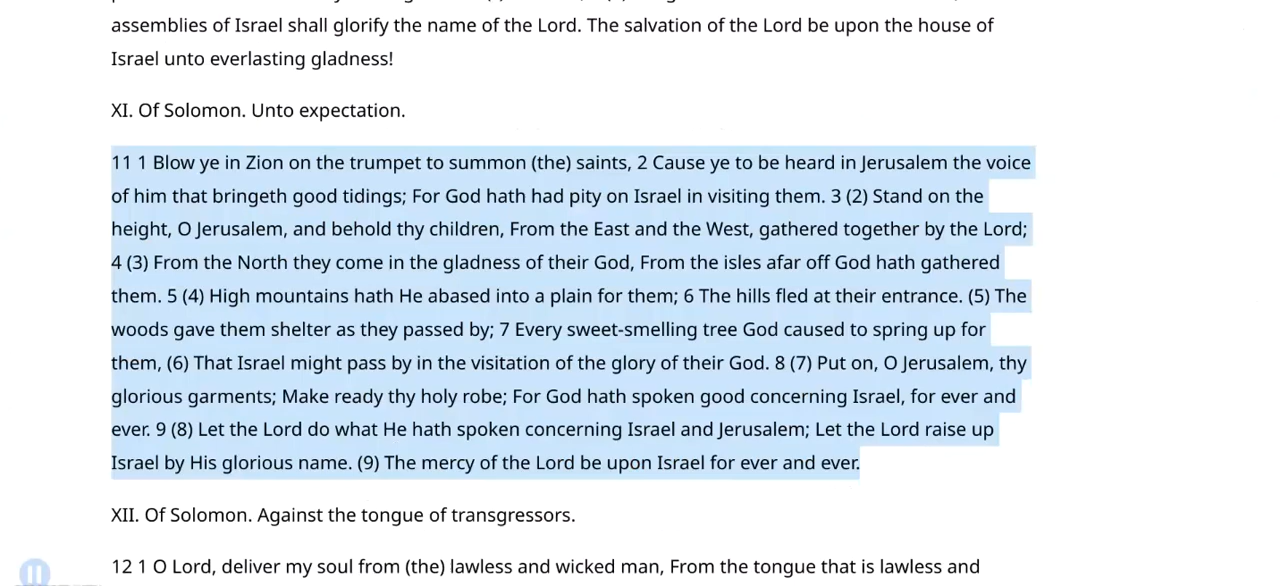 assemblies of Israel shall glorify the name of the Lord. The salvation of the Lord be upon the house of
Israel unto everlasting gladness!
XI. Of Solomon. Unto expectation.
11 1 Blow ye in Zion on the trumpet to summon (the) saints, 2 Cause ye to be heard in Jerusalem the voice
of him that bringeth good tidings; For God hath had pity on Israel in visiting them. 3 (2) Stand on the
height, O Jerusalem, and behold thy children, From the East and the West, gathered together by the Lord;
4 (3) From the North they come in the gladness of their God, From the isles afar off God hath gathered
them. 5 (4) High mountains hath He abased into a plain for them; 6 The hills fled at their entrance. (5) The
woods gave them shelter as they passed by; 7 Every sweet-smelling tree God caused to spring up for
them, (6) That Israel might pass by in the visitation of the glory of their God. 8 (7) Put on, O Jerusalem, thy
glorious garments; Make ready thy holy robe; For God hath spoken good concerning Israel, for ever and
ever. 9 (8) Let the Lord do what He hath spoken concerning Israel and Jerusalem; Let the Lord raise up
Israel by His glorious name. (9) The mercy of the Lord be upon Israel for ever and ever.
XII. Of Solomon. Against the tongue of transgressors.
12 1 O Lord, deliver my soul from (the) lawless and wicked man, From the tongue that is lawless and